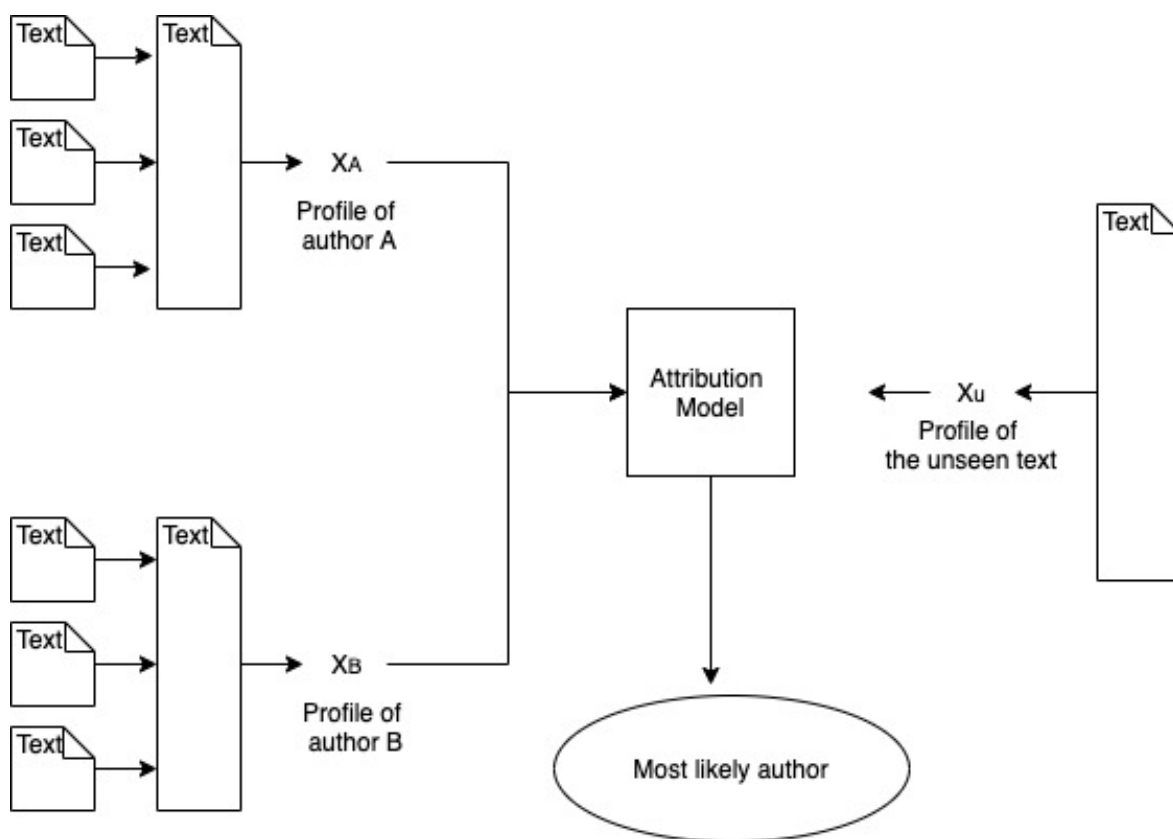 Text
Text
Text
Text
XA
Profile of
author A
Text
Text
Text
Text
XB
Profile of
author B
Attribution
Model
Most likely author
Xu
Profile of
the unseen text
Text